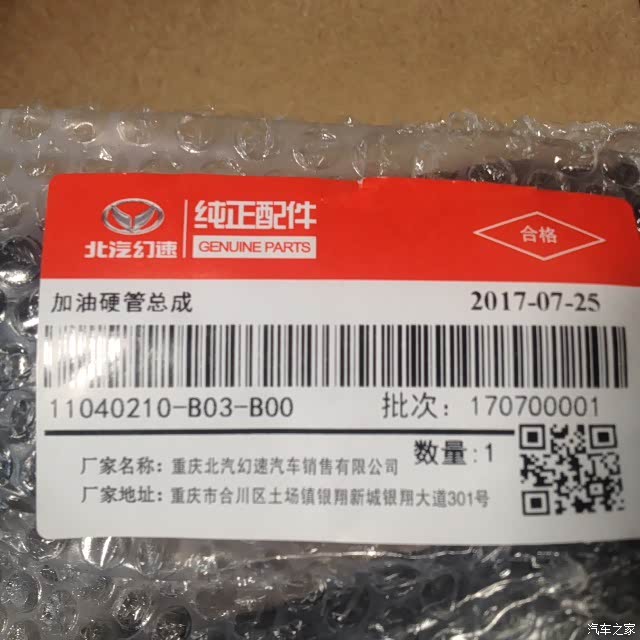 北汽幻速
纯正配件
GENUINE PARTS
合格
加油硬管总成
2017-07-25
11040210-B03-B00
批次: 170700001
数量: 1
厂家名称: 重庆北汽幻速汽车销售有限公司
厂家地址: 重庆市合川区土场镇银翔新城银翔大道301号
汽车之家